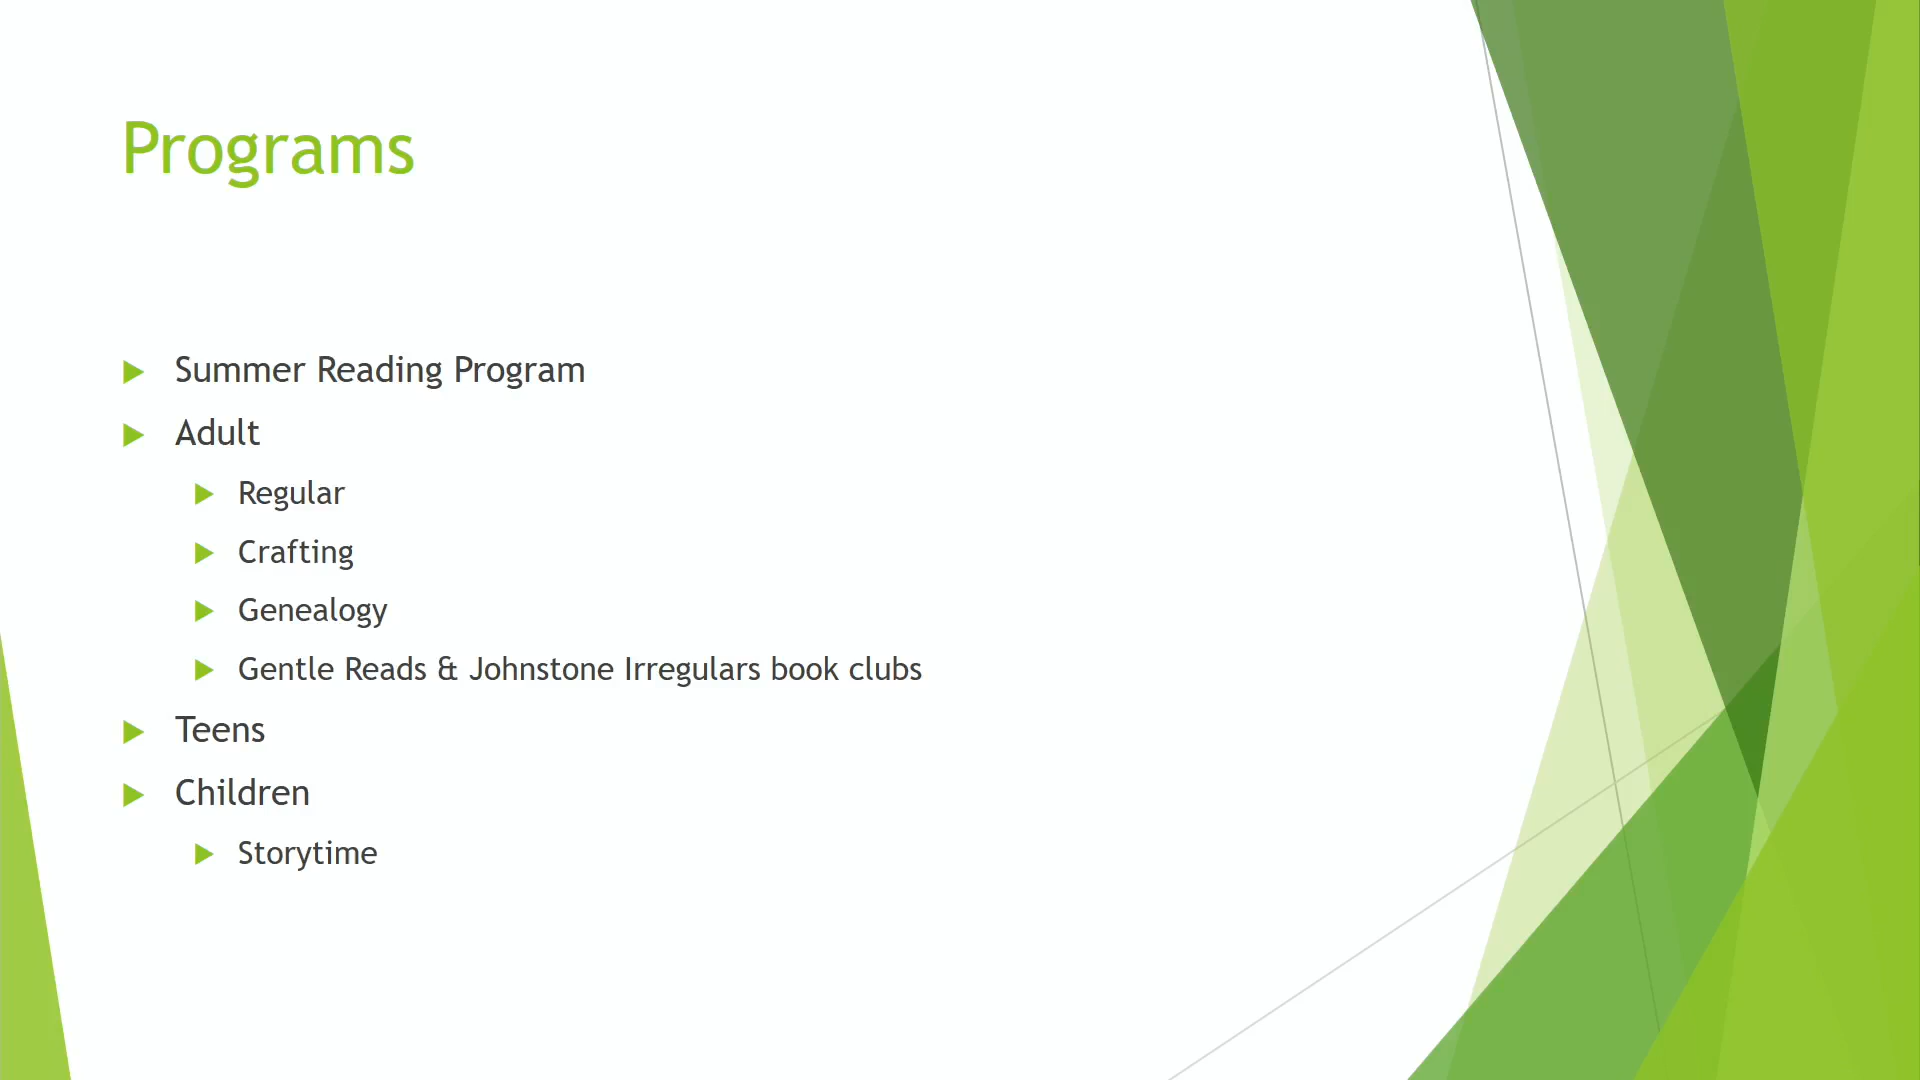 Programs
Summer Reading Program
Adult
Regular
Crafting
Genealogy
Gentle Reads & Johnstone Irregulars book clubs
Teens
Children
Storytime